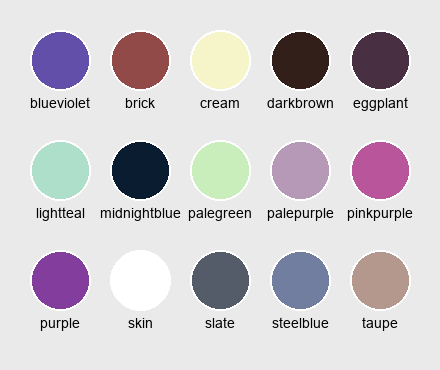 blueviolet brick cream darkbrown eggplant
lightteal midnightblue palegreen palepurple pinkpurple
purple skin slate steelblue taupe